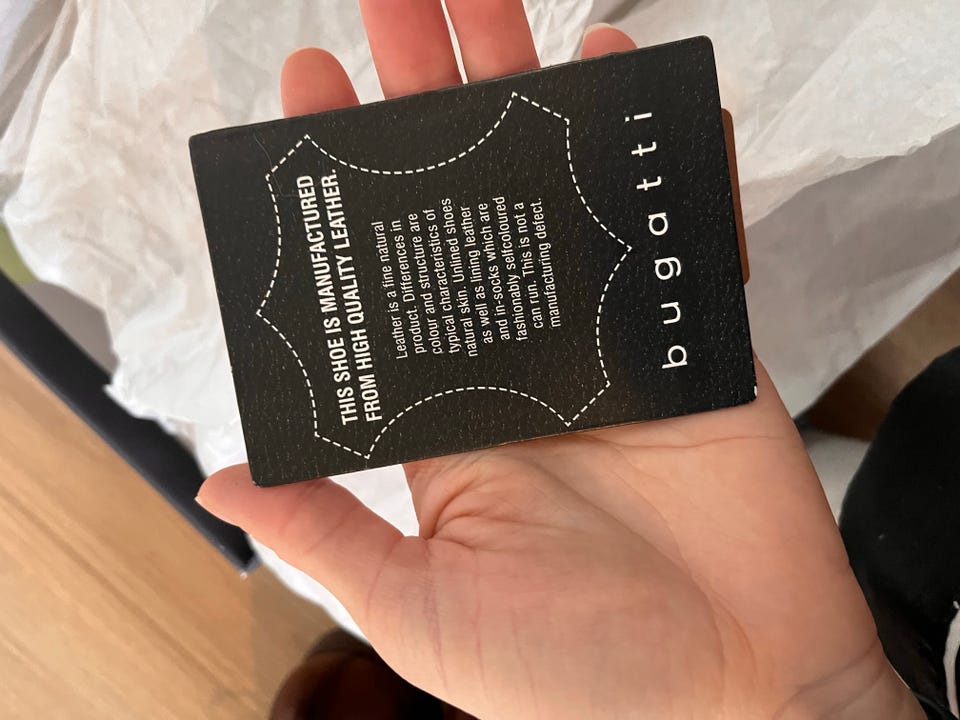 THIS SHOE IS MANUFACTURED
FROM HIGH QUALITY LEATHER.
Leather is a fine natural
product. Differences in
colour and structure are
typical characteristics of
natural skin. Unlined shoes
as well as lining leather
and in-socks which are
fashionably selfcoloured
can run. This is not a
manufacturing defect.
bugatti